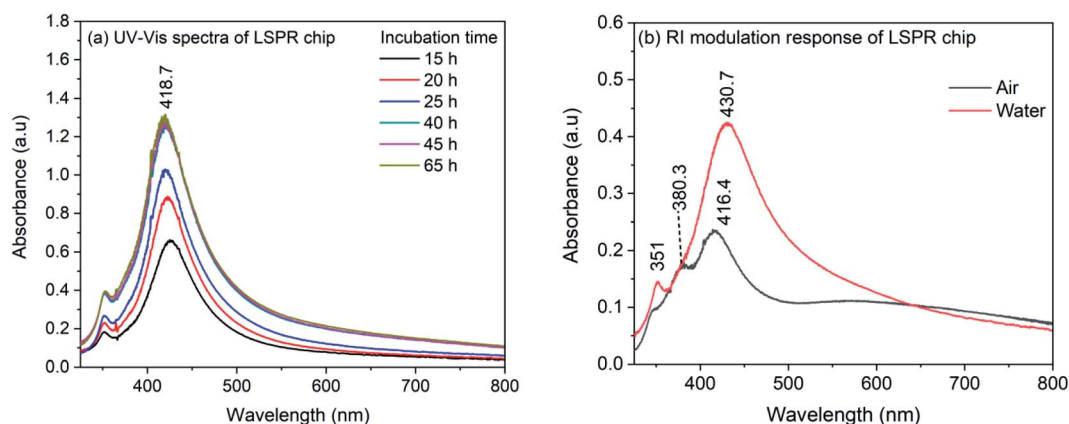 (a) UV-Vis spectra of LSPR chip
Incubation time
15 h
20 h
25 h
40 h
45 h
65 h
418.7
1.8
1.6
1.4
1.2
1.0
0.8
0.6
0.4
0.2
0.0
Absorbance (a.u)
400
500
600
700
800
Wavelength (nm)
(b) RI modulation response of LSPR chip
Air
Water
430.7
416.4
380.3
351
0.6
0.5
0.4
0.3
0.2
0.1
0.0
Absorbance (a.u)
400
500
600
700
800
Wavelength (nm)